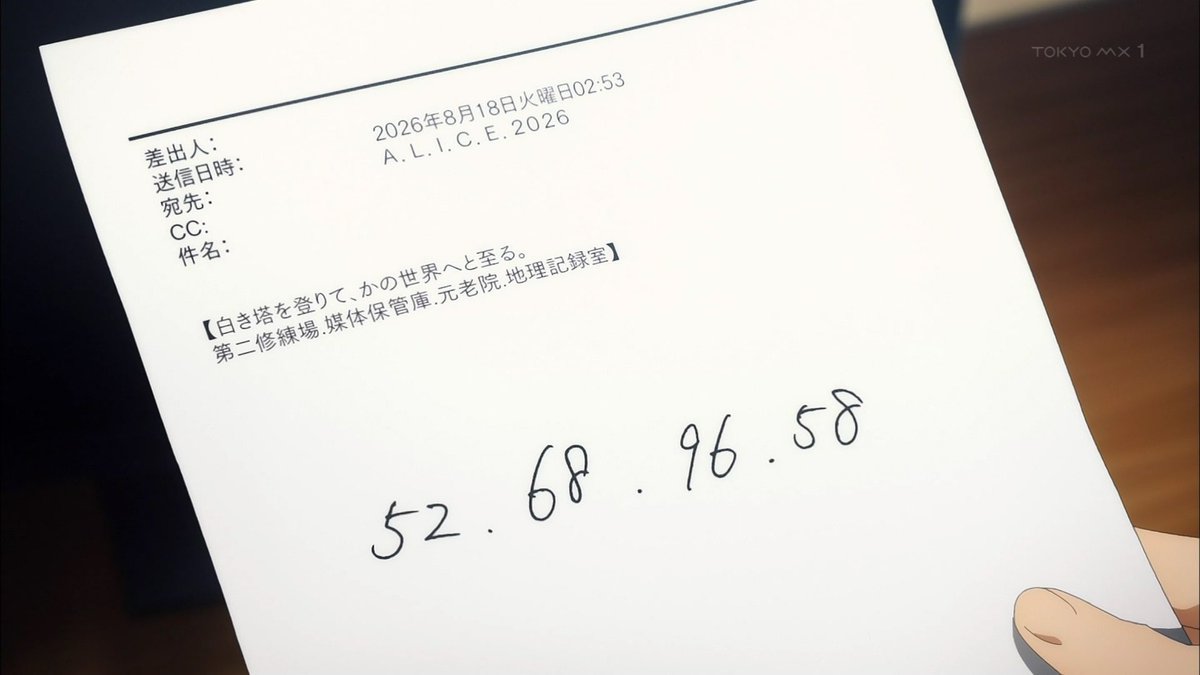 TOKYO MX 1
差出人:
送信日時: 2026年8月18日火曜日02:53
宛先: A.L.I.C.E.2026
CC:
件名:
【白き塔を登りて、かの世界へと至る。
第二修練場.媒体保管庫.元老院.地理記録室】
52.68.96.58